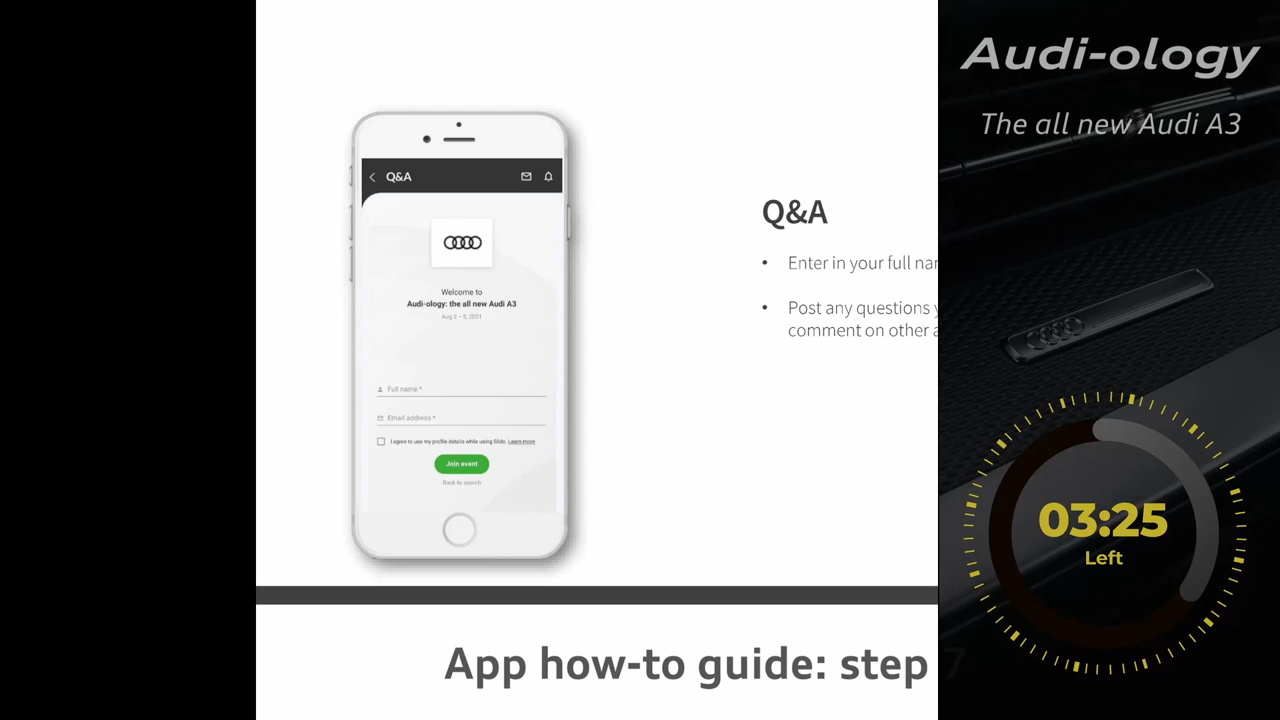 Q&A
Welcome to
Audi-ology: the all new Audi A3
Aug 3 – 5, 2021
Full name *
Email address *
I agree to use my profile details while using Slido. Learn more
Join event
Back to search
Q&A
• Enter in your full nar
• Post any questions y
comment on other a
App how-to guide: step
Audi-ology
The all new Audi A3
03:25
Left